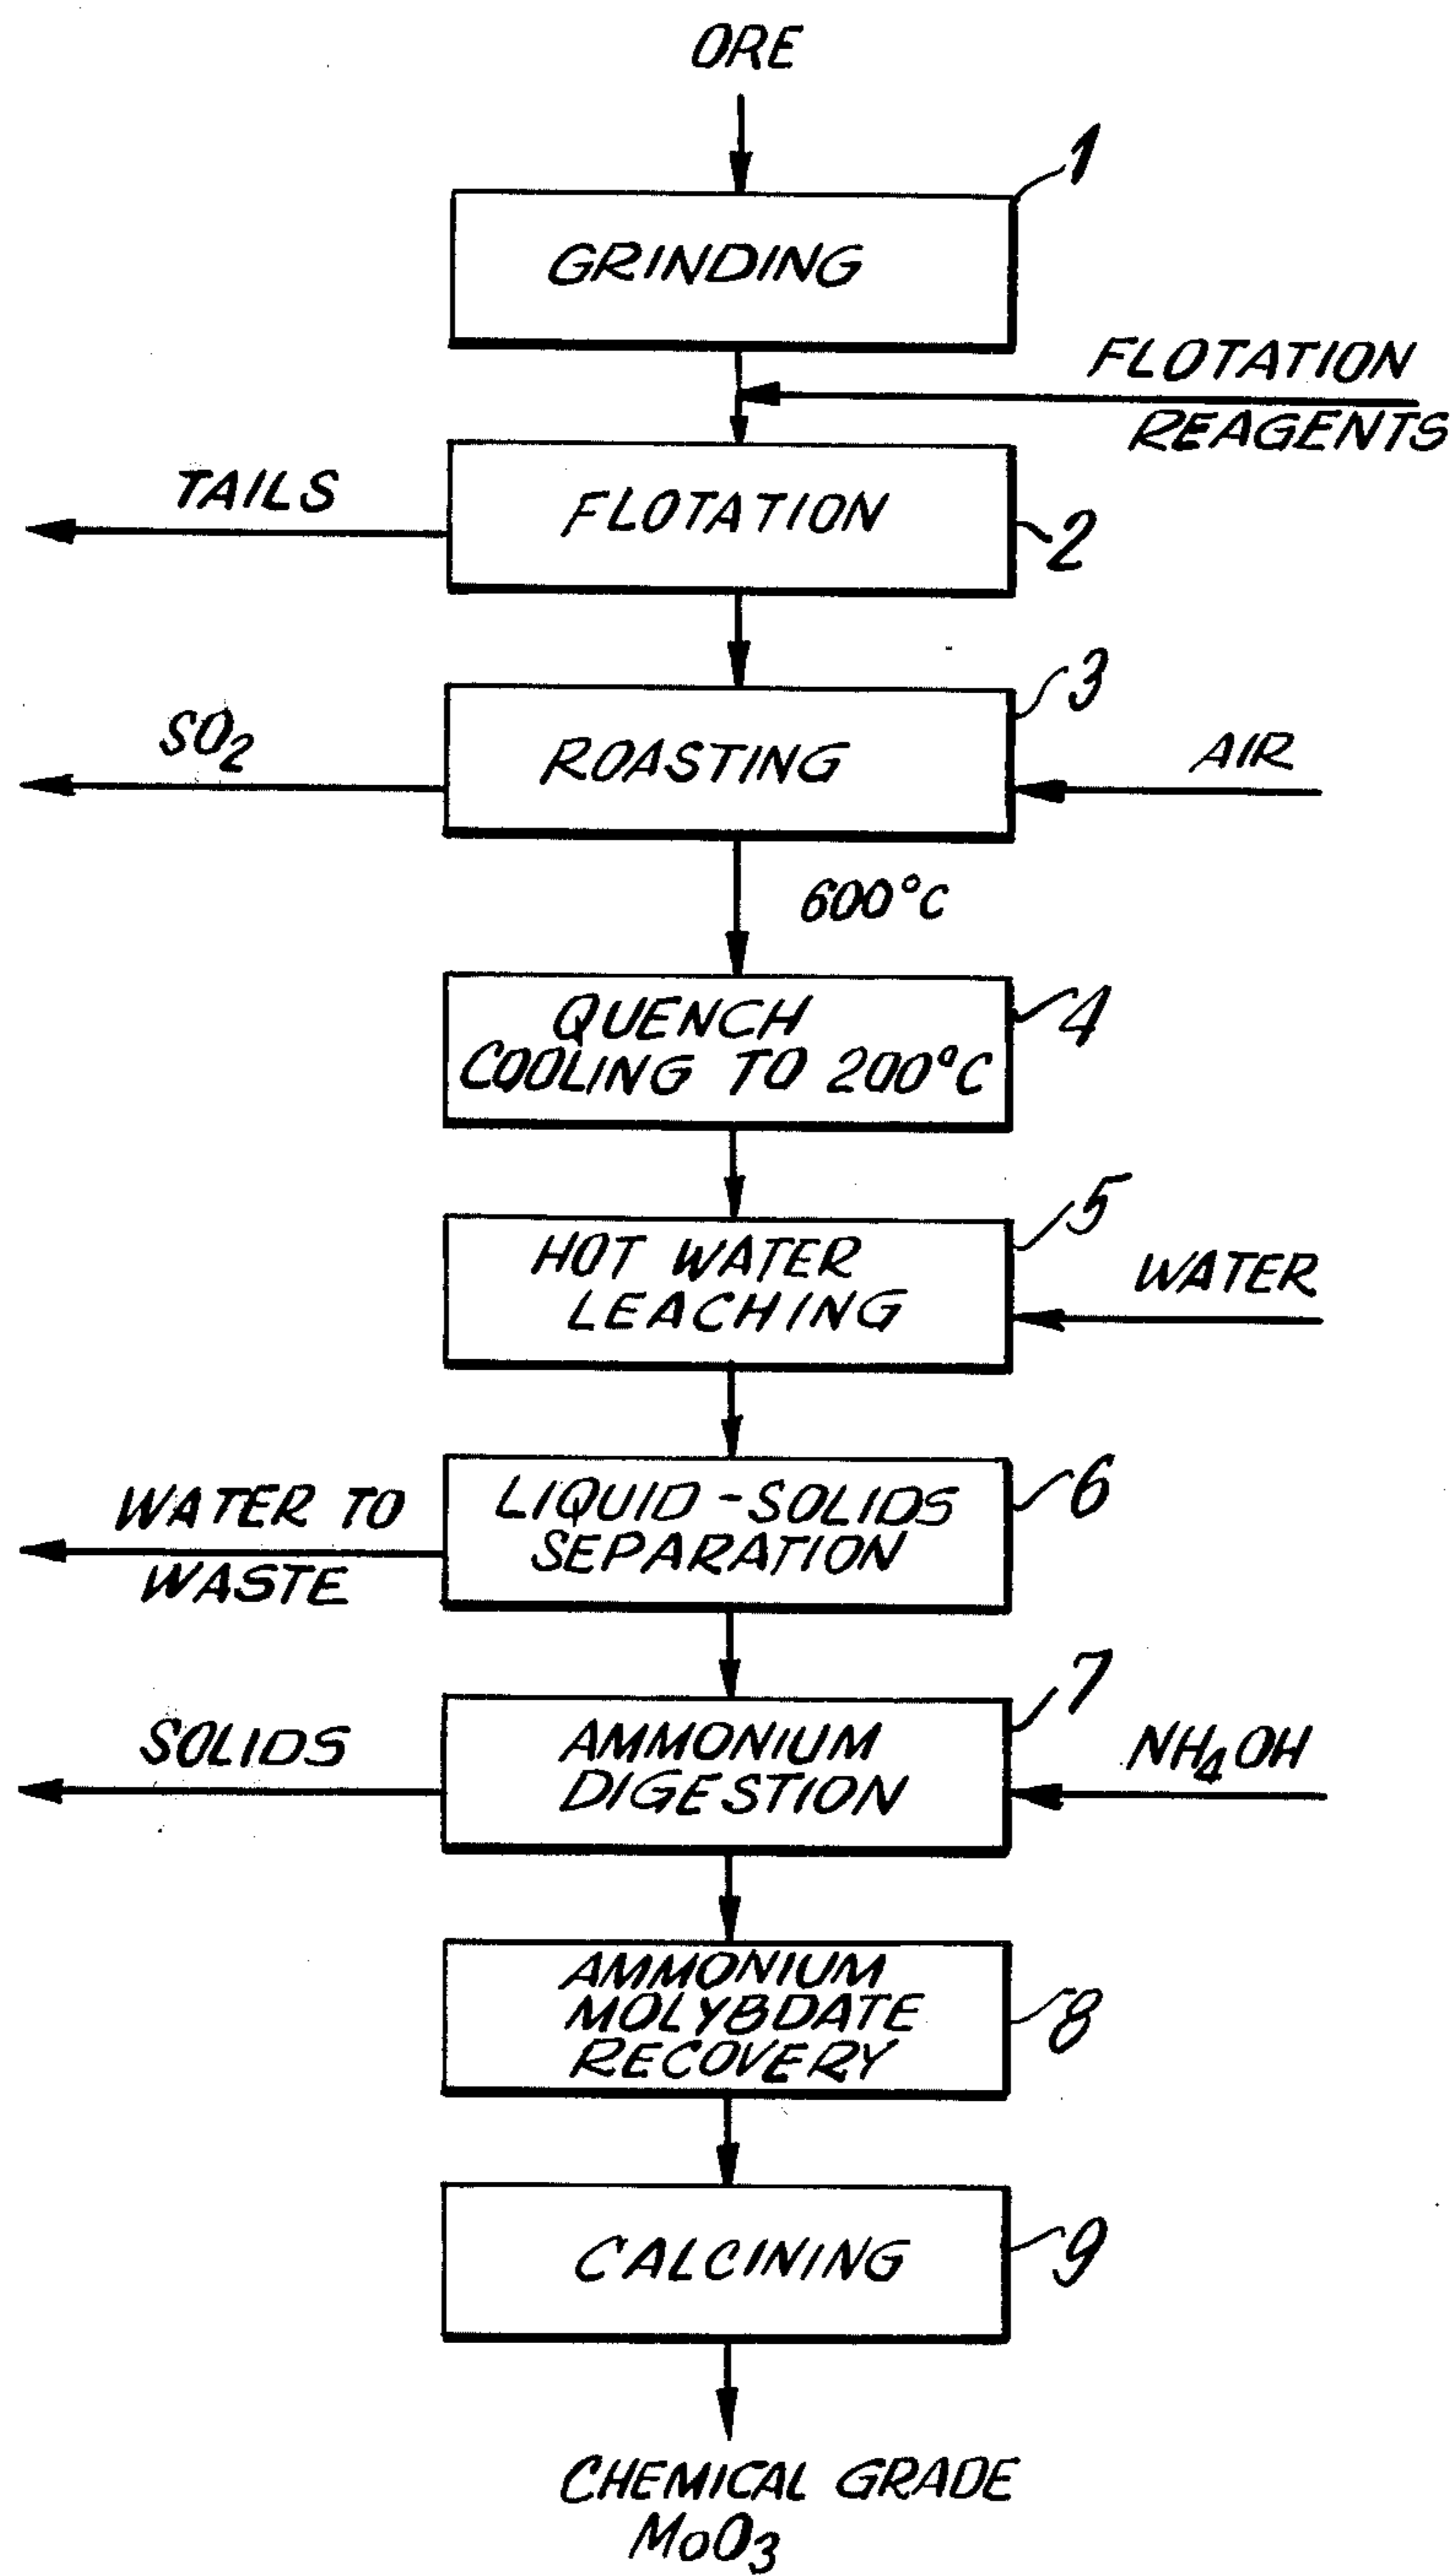 ORE
1
GRINDING
FLOTATION
REAGENTS
TAILS
FLOTATION
2
3
SO₂
ROASTING
AIR
600°C
QUENCH
COOLING TO 200°C
4
5
HOT WATER
LEACHING
WATER
6
WATER TO
WASTE
LIQUID-SOLIDS
SEPARATION
7
SOLIDS
AMMONIUM
DIGESTION
NH₄OH
AMMONIUM
MOLYBDATE
RECOVERY
8
CALCINING
9
CHEMICAL GRADE
MoO₃